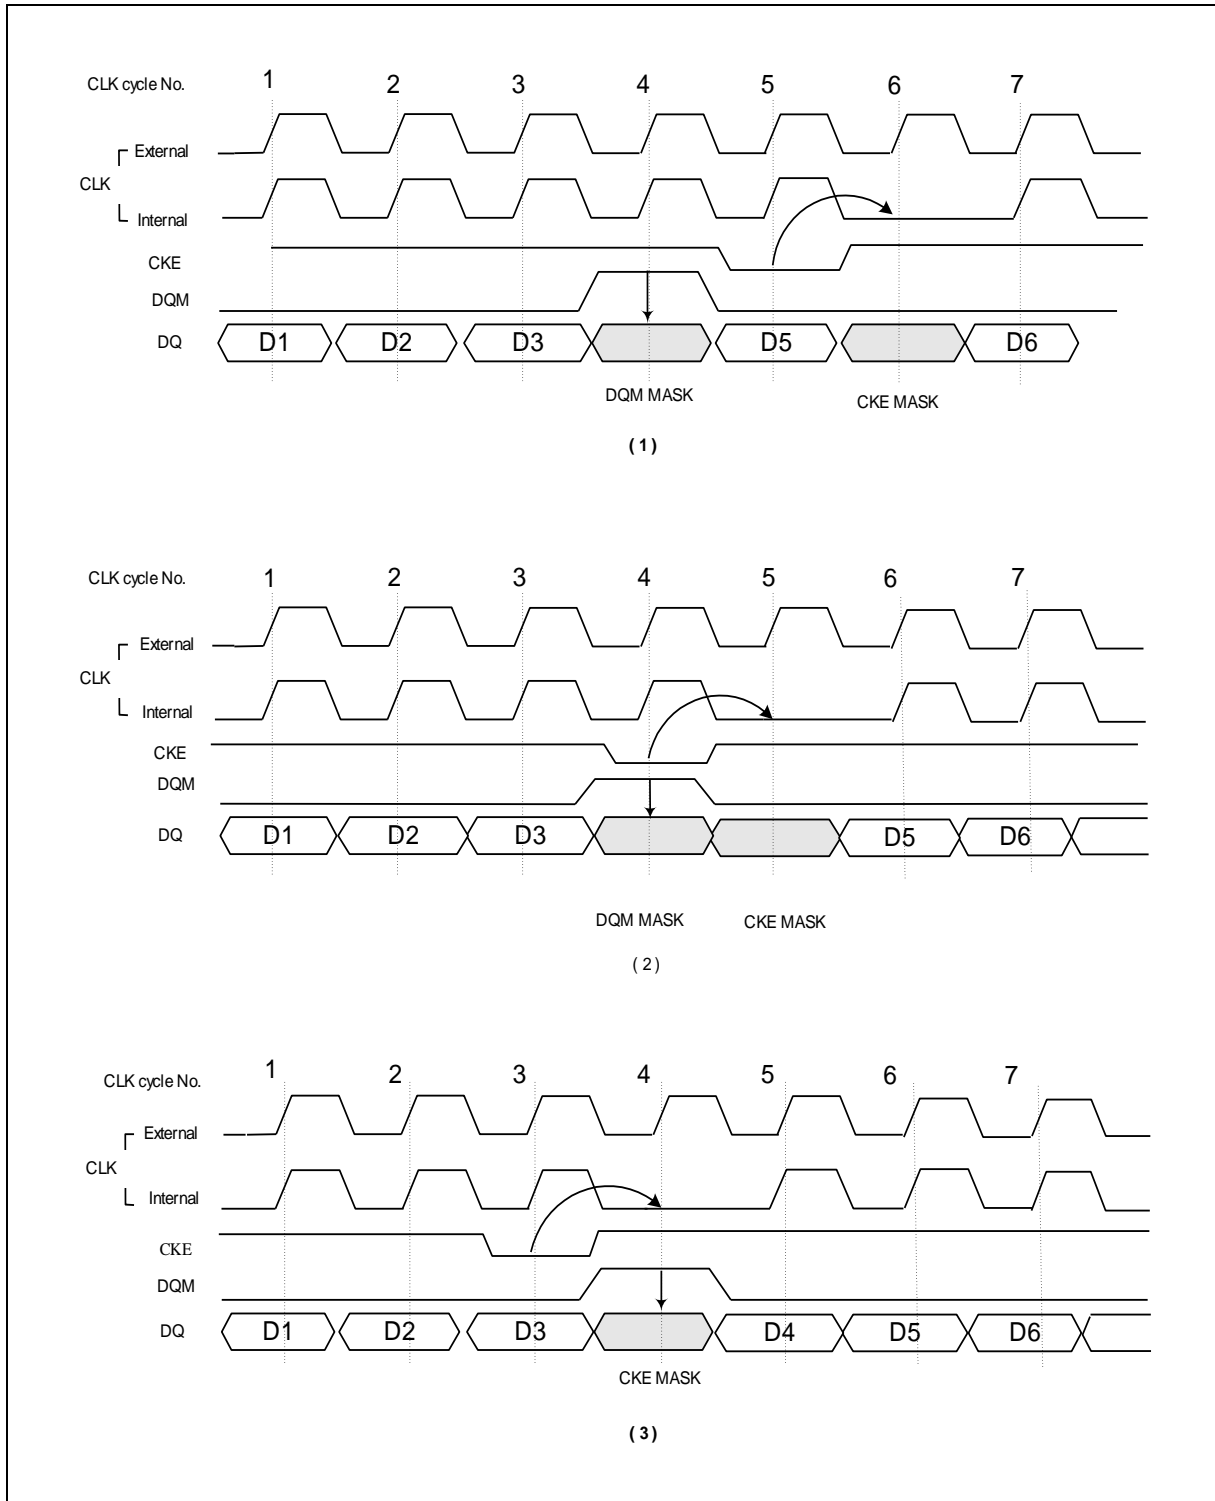 CLK cycle No. 1 2 3 4 5 6 7
External
CLK
Internal
CKE
DQM
DQ D1 D2 D3 D5 D6
DQM MASK CKE MASK
( 1 )
CLK cycle No. 1 2 3 4 5 6 7
External
CLK
Internal
CKE
DQM
DQ D1 D2 D3 D5 D6
DQM MASK CKE MASK
( 2 )
CLK cycle No. 1 2 3 4 5 6 7
External
CLK
Internal
CKE
DQM
DQ D1 D2 D3 D4 D5 D6
CKE MASK
( 3 )